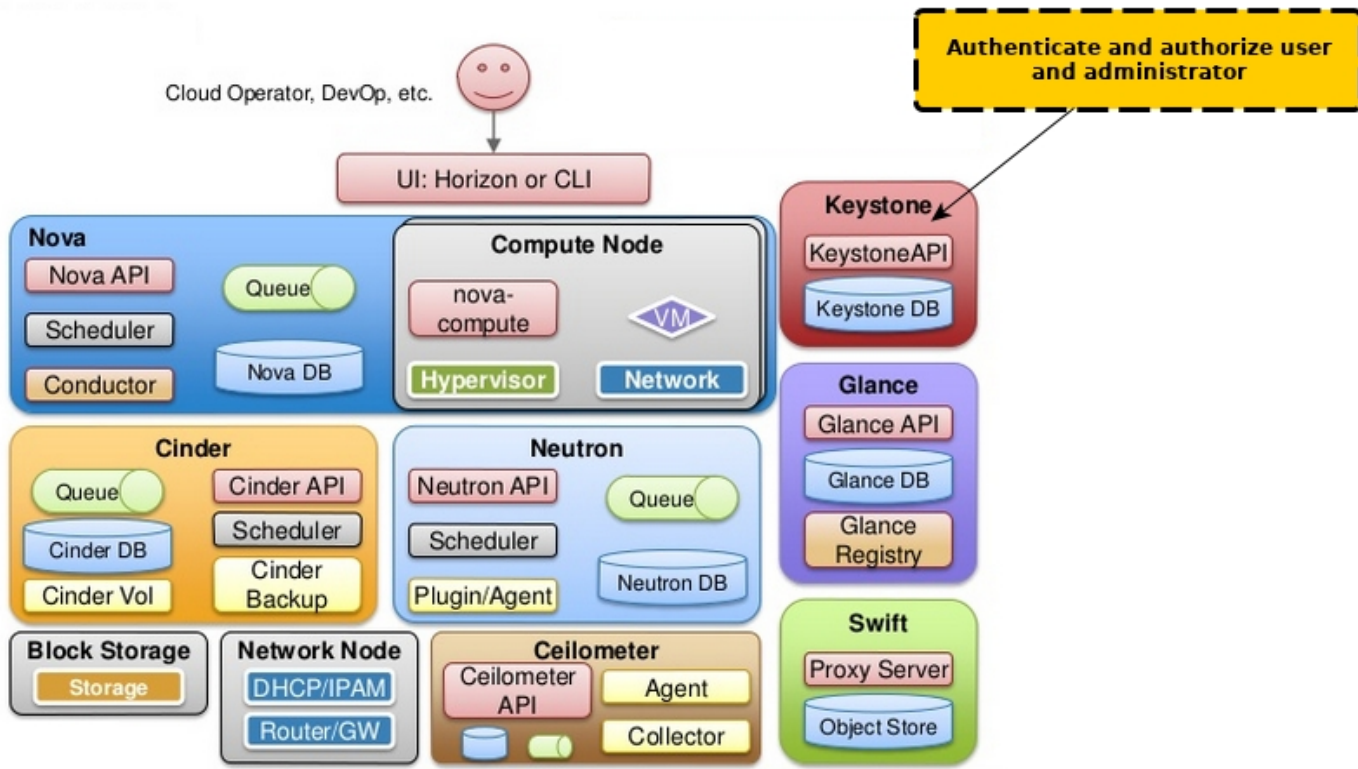 Authenticate and authorize user
and administrator
Cloud Operator, DevOp, etc.
UI: Horizon or CLI
Nova
Nova API
Scheduler
Conductor
Queue
Nova DB
Compute Node
nova-
compute
VM
Hypervisor
Network
Keystone
KeystoneAPI
Keystone DB
Cinder
Queue
Cinder DB
Cinder Vol
Cinder API
Scheduler
Cinder
Backup
Neutron
Neutron API
Scheduler
Plugin/Agent
Queue
Neutron DB
Glance
Glance API
Glance DB
Glance
Registry
Block Storage
Storage
Network Node
DHCP/IPAM
Router/GW
Ceilometer
Ceilometer
API
Agent
Collector
Swift
Proxy Server
Object Store